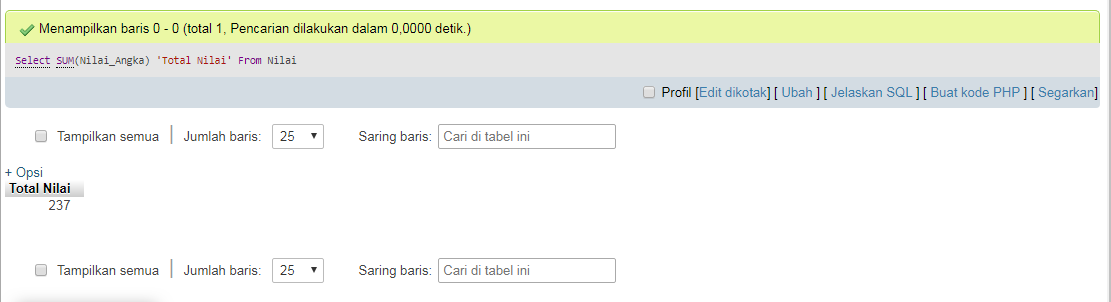 Menampilkan baris 0 - 0 (total 1, Pencarian dilakukan dalam 0,0000 detik.)
Select SUM(Nilai_Angka) 'Total Nilai' From Nilai
Profil [Edit dikotak] [ Ubah ] [ Jelaskan SQL ] [ Buat kode PHP ] [ Segarkan]
Tampilkan semua | Jumlah baris: 25 Saring baris: Cari di tabel ini
+ Opsi
Total Nilai
237
Tampilkan semua | Jumlah baris: 25 Saring baris: Cari di tabel ini